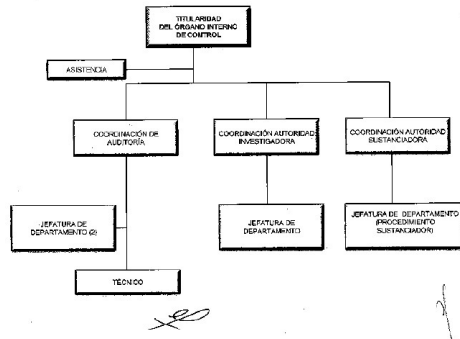 TITULARIDAD
DEL ÓRGANO INTERNO
DE CONTROL
ASISTENCIA
COORDINACIÓN DE
AUDITORÍA
COORDINACIÓN AUTORIDAD
INVESTIGADORA
COORDINACIÓN AUTORIDAD
SUSTANCIADORA
JEFATURA DE
DEPARTAMENTO (2)
JEFATURA DE
DEPARTAMENTO
JEFATURA DE DEPARTAMENTO
(PROCEDIMIENTO
SUSTANCIADOR)
TÉCNICO